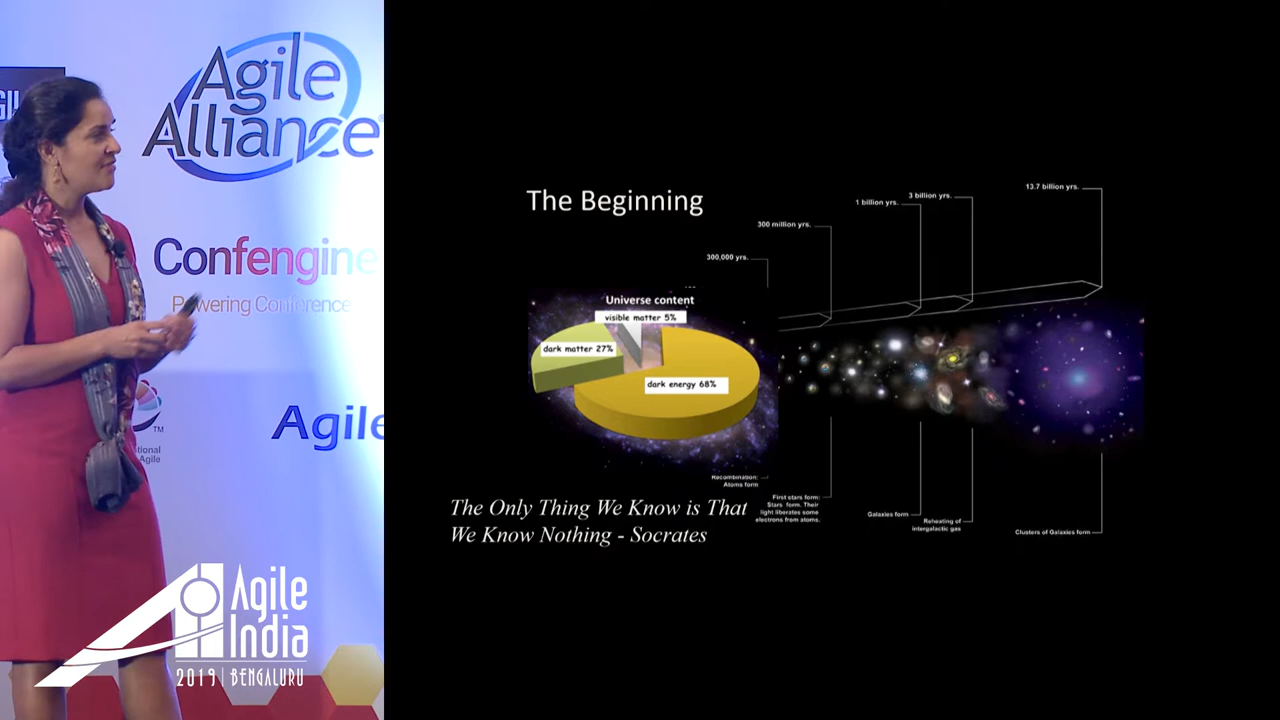 Agile
Alliance
Confengine
Powering Conference
Agile
2019 | BENGALURU
Agile
India
TM
The Beginning
300,000 yrs.
300 million yrs.
1 billion yrs.
3 billion yrs.
13.7 billion yrs.
Universe content
visible matter 5%
dark matter 27%
dark energy 68%
Recombination:
Atoms form
First stars form:
Stars form. Their
light liberates some
electrons from atoms.
Galaxies form
Reheating of
intergalactic gas
Clusters of Galaxies form
The Only Thing We Know is That
We Know Nothing - Socrates